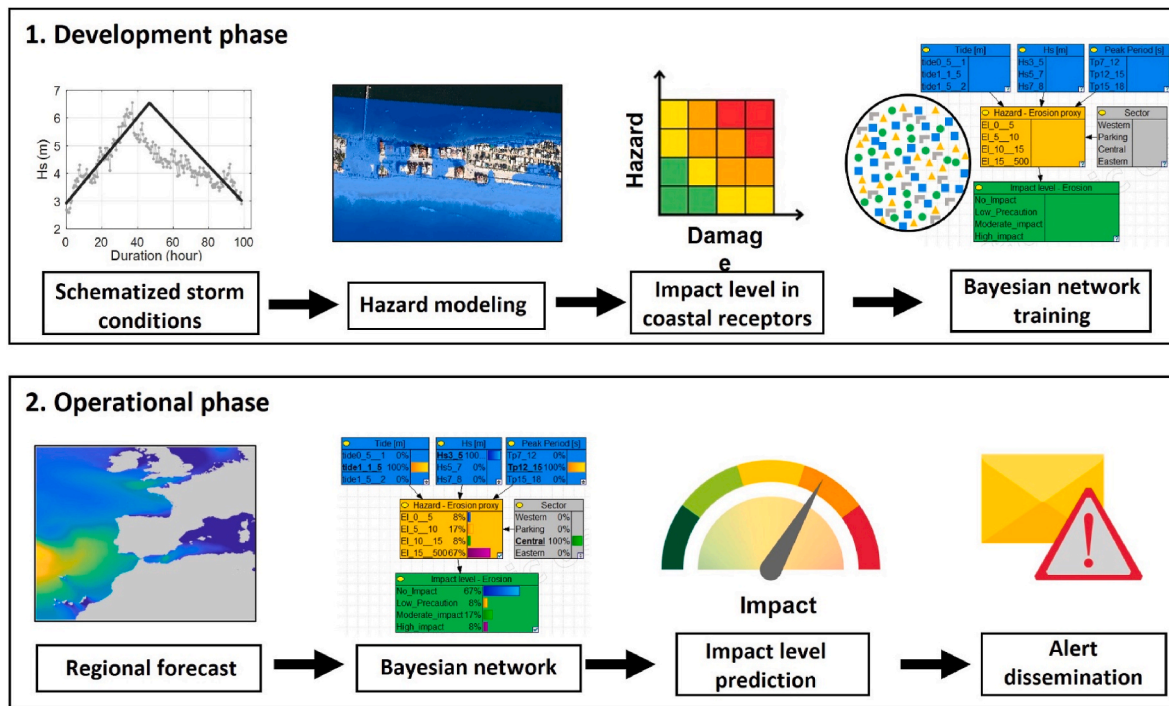 1. Development phase
7
6
5
4
3
2
Hs (m)
0 20 40 60 80 100
Duration (hour)
Hazard
Damag
e
Tide [m]
tide0_5__1
tide1_1_5
tide1_5__2
Hs [m]
Hs3_5
Hs5_7
Hs7_8
Peak Period [s]
Tp7_12
Tp12_15
Tp15_18
Hazard - Erosion proxy
EI_0__5
EI_5__10
EI_10__15
EI_15__500
Sector
Western
Parking
Central
Eastern
Impact level - Erosion
No_Impact
Low_Precaution
Moderate_impact
High_impact
Schematized storm
conditions
Hazard modeling
Impact level in
coastal receptors
Bayesian network
training
2. Operational phase
Tide [m]
tide0_5__1 0%
tide1_1_5 100%
tide1_5__2 0%
Hs [m]
Hs3_5 100...
Hs5_7 0%
Hs7_8 0%
Peak Period [s]
Tp7_12 0%
Tp12_15 100%
Tp15_18 0%
Hazard - Erosion proxy
EI_0__5 8%
EI_5__10 17%
EI_10__15 8%
EI_15__500 67%
Sector
Western 0%
Parking 0%
Central 100%
Eastern 0%
Impact level - Erosion
No_Impact 67%
Low_Precaution 8%
Moderate_impact 17%
High_impact 8%
Impact
Regional forecast
Bayesian network
Impact level
prediction
Alert
dissemination